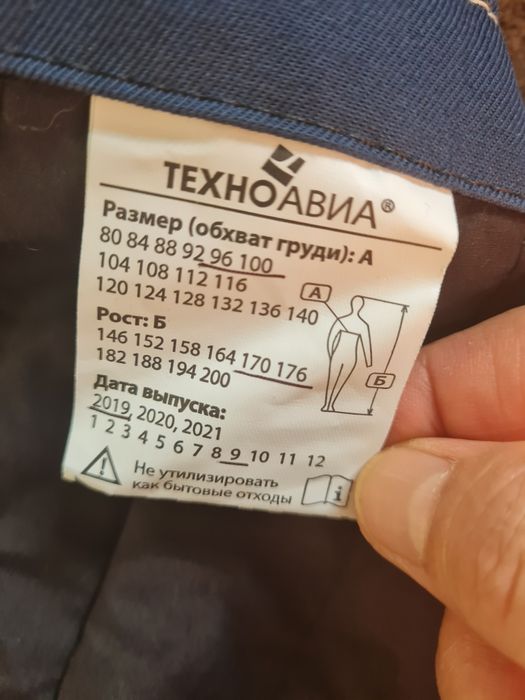 ТЕХНОАВИА®
Размер (обхват груди): А
80 84 88 92 96 100
104 108 112 116
120 124 128 132 136 140
А
Рост: Б
146 152 158 164 170 176
182 188 194 200
Б
Дата выпуска:
2019, 2020, 2021
1 2 3 4 5 6 7 8 9 10 11 12
Не утилизировать
как бытовые отходы
i